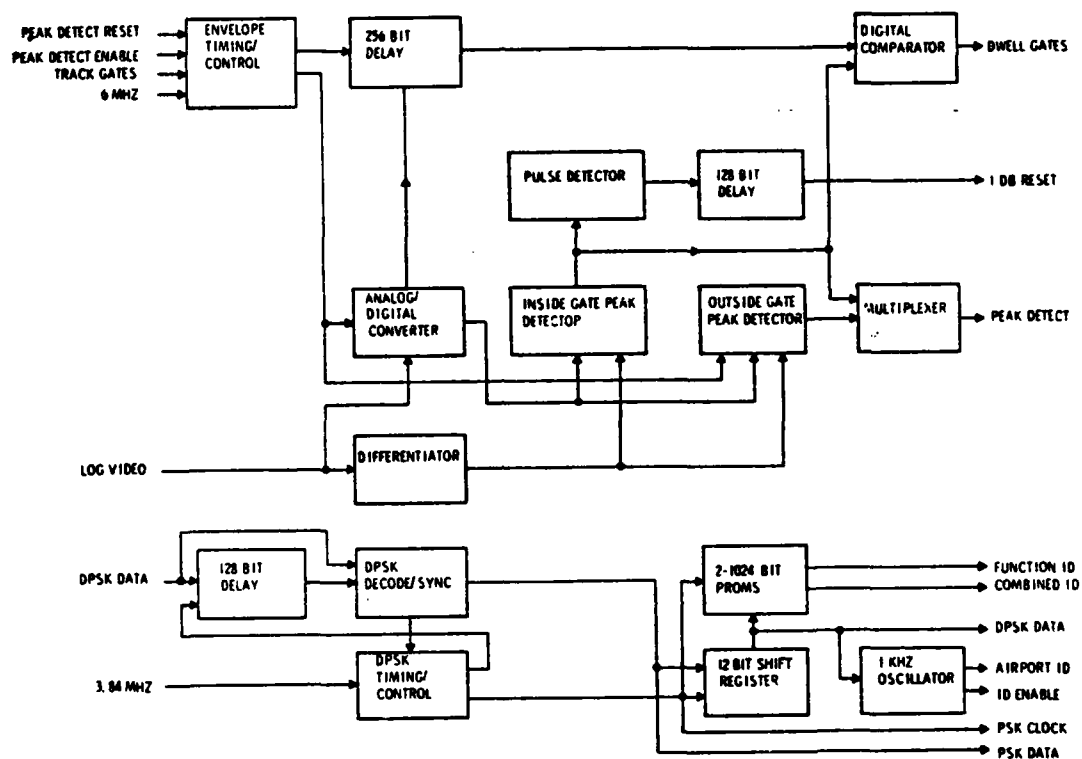 PEAK DETECT RESET
PEAK DETECT ENABLE
TRACK GATES
6 MHZ
ENVELOPE
TIMING/
CONTROL
256 BIT
DELAY
DIGITAL
COMPARATOR
DWELL GATES
PULSE DETECTOR
128 BIT
DELAY
1 DB RESET
ANALOG/
DIGITAL
CONVERTER
INSIDE GATE PEAK
DETECTOR
OUTSIDE GATE
PEAK DETECTOR
MULTIPLEXER
PEAK DETECT
LOG VIDEO
DIFFERENTIATOR
DPSK DATA
128 BIT
DELAY
DPSK
DECODE/SYNC
2-1024 BIT
PROMS
FUNCTION ID
COMBINED ID
DPSK DATA
3.84 MHZ
DPSK
TIMING/
CONTROL
12 BIT SHIFT
REGISTER
1 KHZ
OSCILLATOR
AIRPORT ID
ID ENABLE
PSK CLOCK
PSK DATA